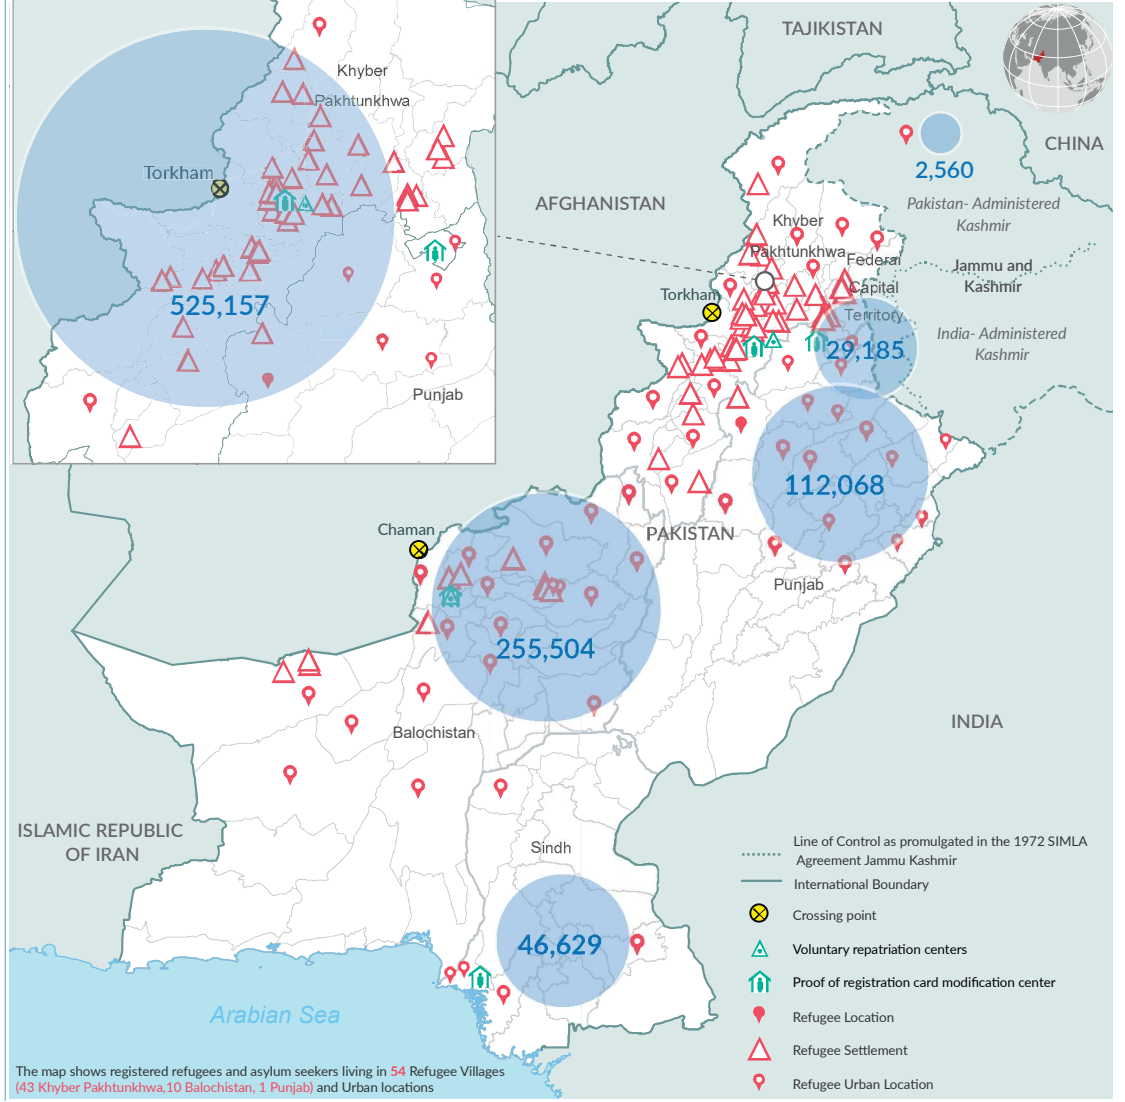 Khyber
Pakhtunkhwa
Torkham
525,157
Punjab
TAJIKISTAN
CHINA
2,560
AFGHANISTAN
Pakistan- Administered
Kashmir
Khyber
Pakhtunkhwa
Federal
Capital
Territory
Jammu and
Kashmir
Torkham
India- Administered
Kashmir
29,185
112,068
Chaman
PAKISTAN
Punjab
255,504
Balochistan
INDIA
ISLAMIC REPUBLIC
OF IRAN
Sindh
46,629
Arabian Sea
Line of Control as promulgated in the 1972 SIMLA
Agreement Jammu Kashmir
International Boundary
Crossing point
Voluntary repatriation centers
Proof of registration card modification center
Refugee Location
Refugee Settlement
Refugee Urban Location
The map shows registered refugees and asylum seekers living in 54 Refugee Villages
(43 Khyber Pakhtunkhwa,10 Balochistan, 1 Punjab) and Urban locations